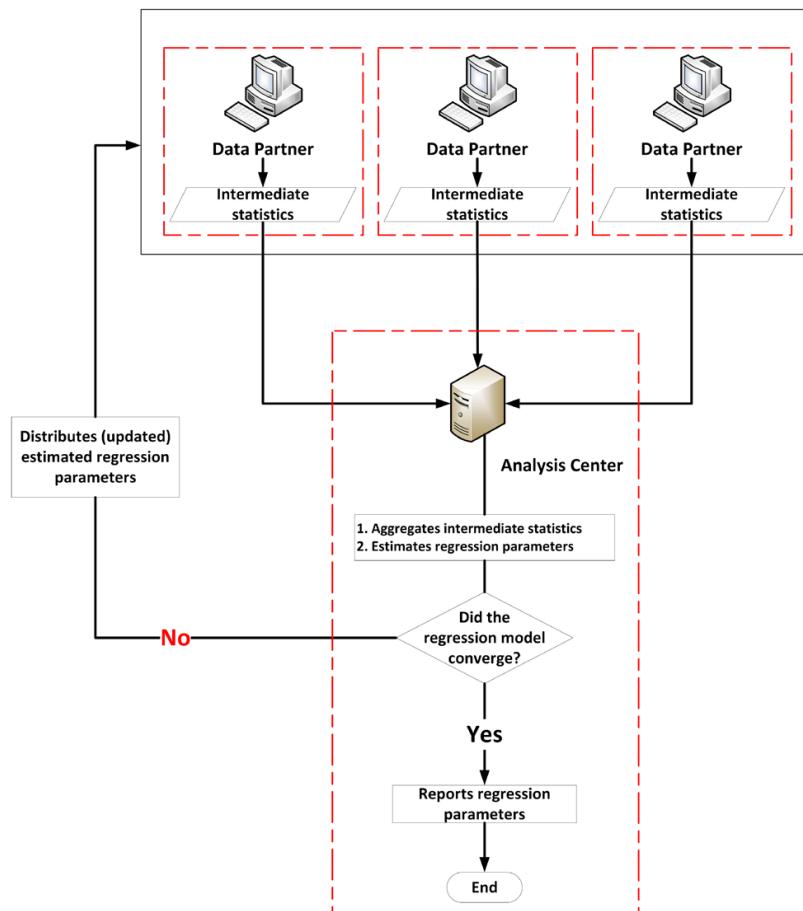 Data Partner
Data Partner
Data Partner
Intermediate
statistics
Intermediate
statistics
Intermediate
statistics
Distributes (updated)
estimated regression
parameters
Analysis Center
1. Aggregates intermediate statistics
2. Estimates regression parameters
Did the
regression model
converge?
No
Yes
Reports regression
parameters
End